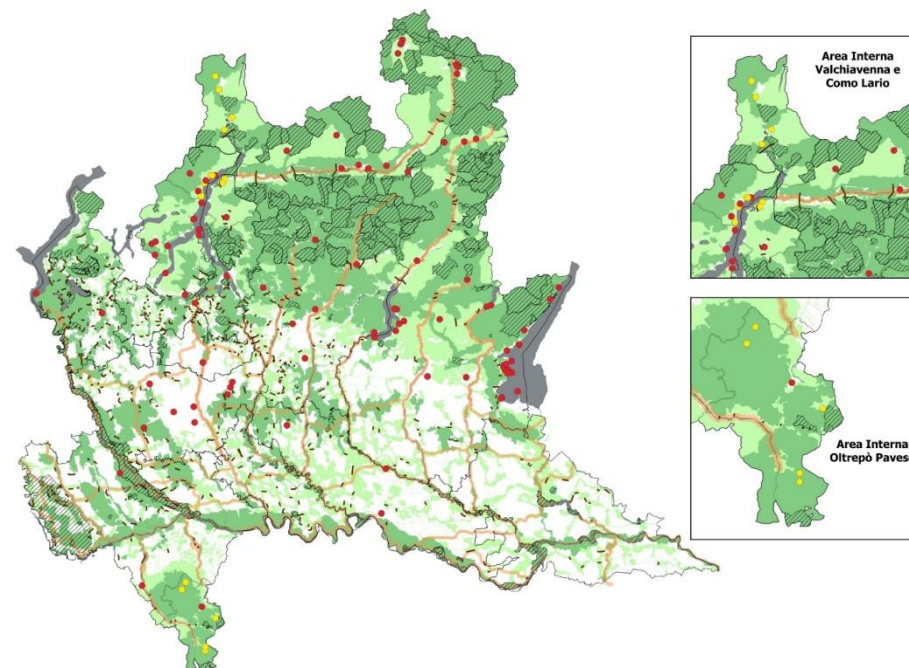 Area Interna
Valchiavenna e
Como Lario
Area Interna
Oltrepò Pavese